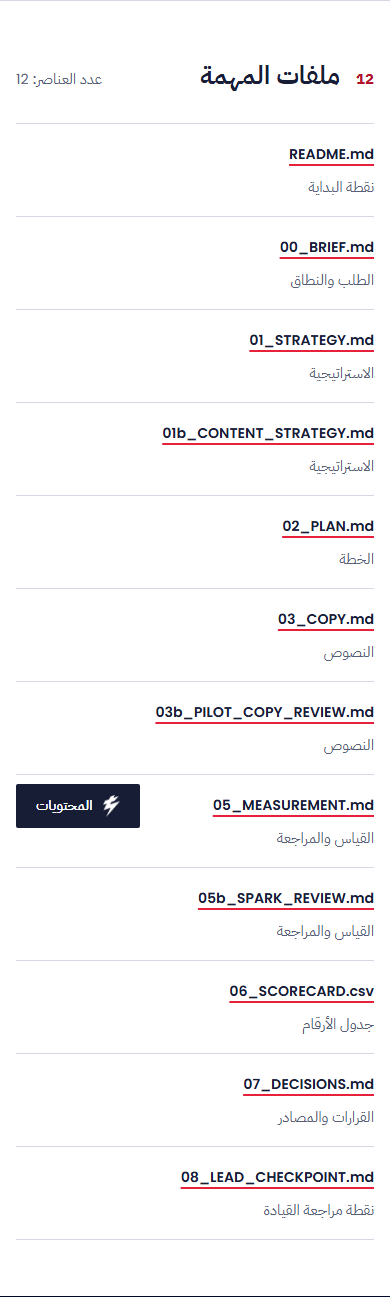 12 ملفات المهمة
عدد العناصر: 12
README.md
نقطة البداية
00_BRIEF.md
الطلب والنطاق
01_STRATEGY.md
الاستراتيجية
01b_CONTENT_STRATEGY.md
الاستراتيجية
02_PLAN.md
الخطة
03_COPY.md
النصوص
03b_PILOT_COPY_REVIEW.md
النصوص
05_MEASUREMENT.md
المحتويات
القياس والمراجعة
05b_SPARK_REVIEW.md
القياس والمراجعة
06_SCORECARD.csv
جدول الأرقام
07_DECISIONS.md
القرارات والمصادر
08_LEAD_CHECKPOINT.md
نقطة مراجعة القيادة